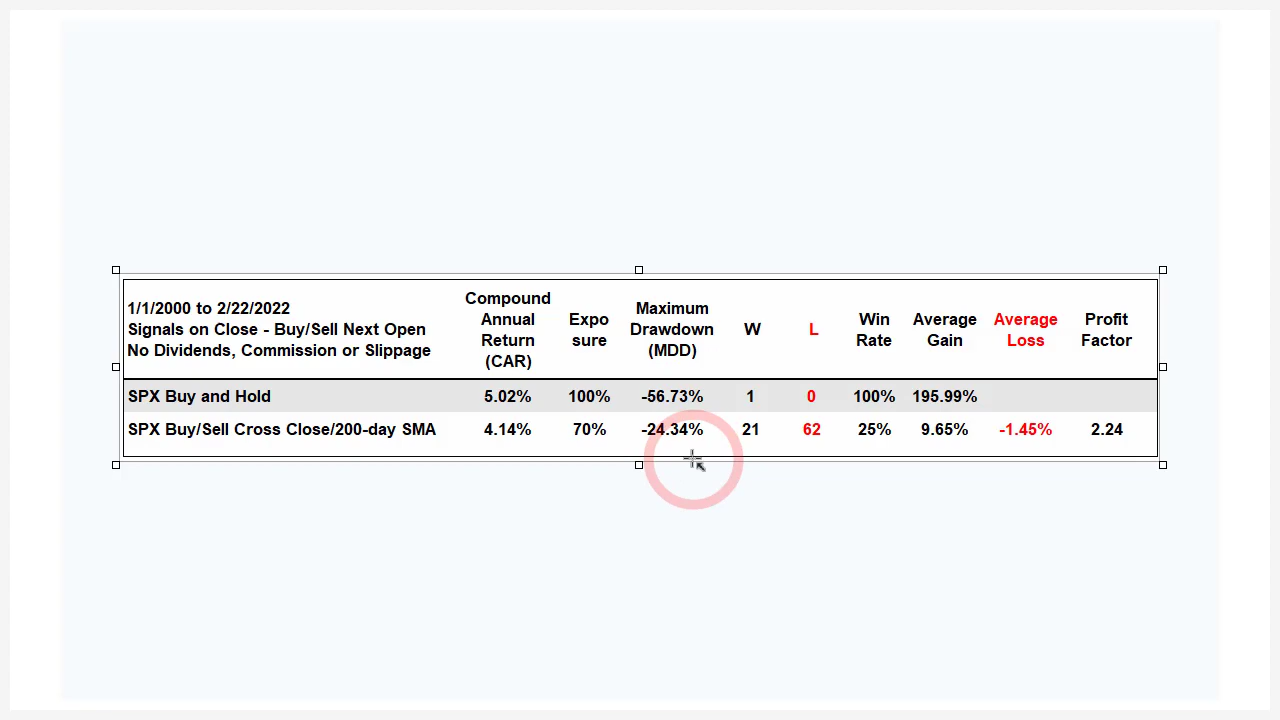 1/1/2000 to 2/22/2022
Signals on Close - Buy/Sell Next Open
No Dividends, Commission or Slippage
Compound
Annual
Return
(CAR)
Expo
sure
Maximum
Drawdown
(MDD)
W
L
Win
Rate
Average
Gain
Average
Loss
Profit
Factor
SPX Buy and Hold 5.02% 100% -56.73% 1 0 100% 195.99%
SPX Buy/Sell Cross Close/200-day SMA 4.14% 70% -24.34% 21 62 25% 9.65% -1.45% 2.24